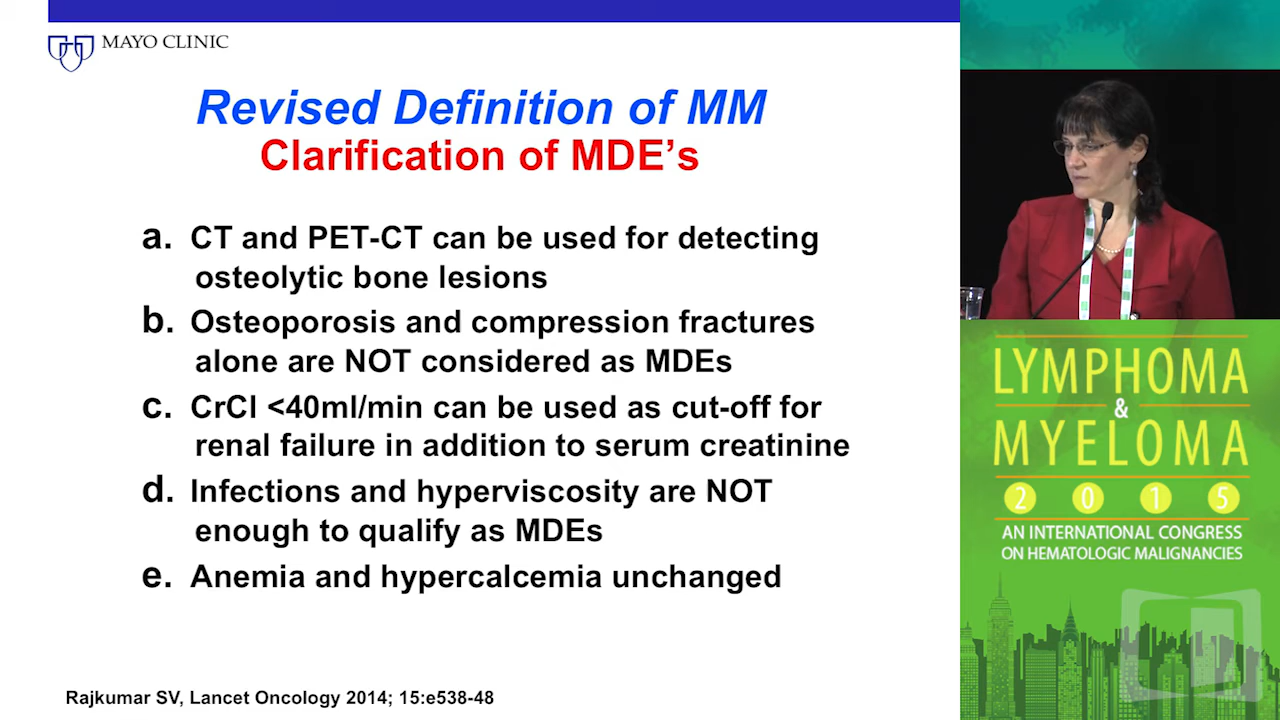 MAYO CLINIC
Revised Definition of MM
Clarification of MDE's
a. CT and PET-CT can be used for detecting
osteolytic bone lesions
b. Osteoporosis and compression fractures
alone are NOT considered as MDEs
c. CrCl <40ml/min can be used as cut-off for
renal failure in addition to serum creatinine
d. Infections and hyperviscosity are NOT
enough to qualify as MDEs
e. Anemia and hypercalcemia unchanged
Rajkumar SV, Lancet Oncology 2014; 15:e538-48
LYMPHOMA
&
MYELOMA
2015
AN INTERNATIONAL CONGRESS
ON HEMATOLOGIC MALIGNANCIES